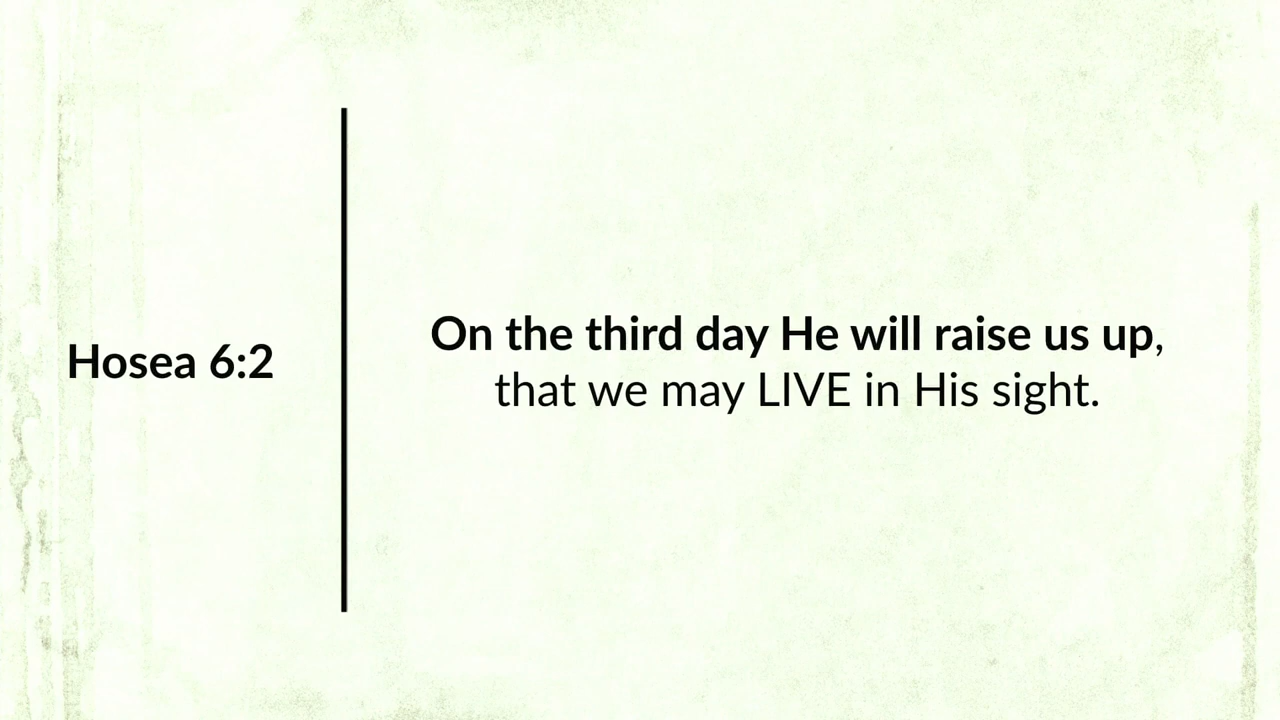 Hosea 6:2
On the third day He will raise us up,
that we may LIVE in His sight.